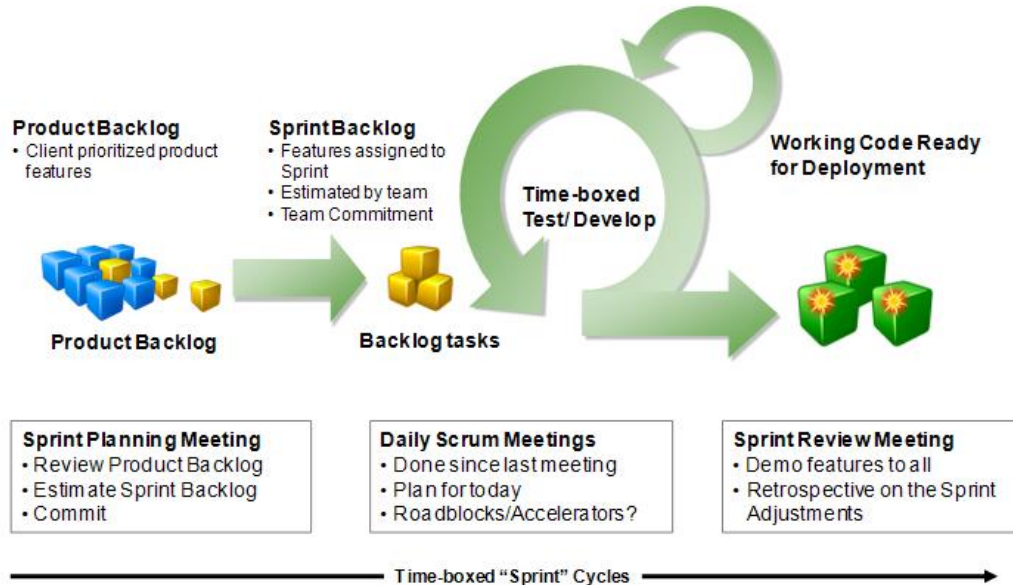 Product Backlog
• Client prioritized product
features
Sprint Backlog
• Features assigned to
Sprint
• Estimated by team
• Team Commitment
Time-boxed
Test/ Develop
Working Code Ready
for Deployment
Product Backlog
Backlog tasks
Sprint Planning Meeting
• Review Product Backlog
• Estimate Sprint Backlog
• Commit
Daily Scrum Meetings
• Done since last meeting
• Plan for today
• Roadblocks/Accelerators?
Sprint Review Meeting
• Demo features to all
• Retrospective on the Sprint
Adjustments
Time-boxed “Sprint” Cycles